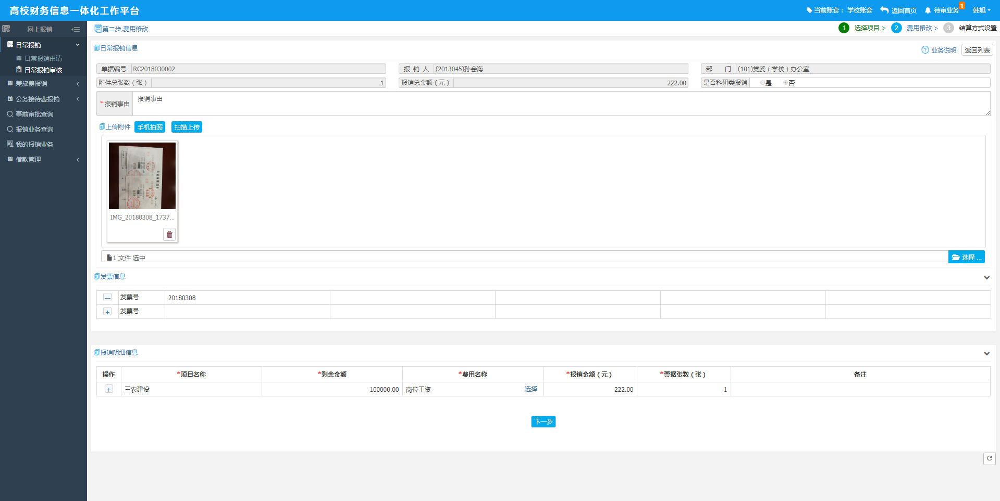 高校财务信息一体化工作平台
当前账套： 学校账套 返回首页 待审业务 1 韩旭
网上报销
日常报销
日常报销申请
日常报销审核
差旅费报销
公务接待费报销
事前审批查询
报销业务查询
我的报销业务
借款管理
第二步,费用修改
1 选择项目 > 2 费用修改 > 3 结算方式设置
日常报销信息
业务说明 返回列表
单据编号 RC2018030002 报 销 人 (2013045)孙会海 部 门 (101)党委（学校）办公室
附件总张数（张） 1 报销总金额（元） 222.00 是否科研类报销 是 否
*报销事由 报销事由
上传附件 手机拍照 扫描上传
IMG_20180308_1737...
1 文件 选中 选择 ...
发票信息
发票号 20180308
发票号
报销明细信息
操作 *项目名称 *剩余金额 *费用名称 *报销金额（元） *票据张数（张） 备注
三农建设 100000.00 岗位工资 选择 222.00 1
下一步